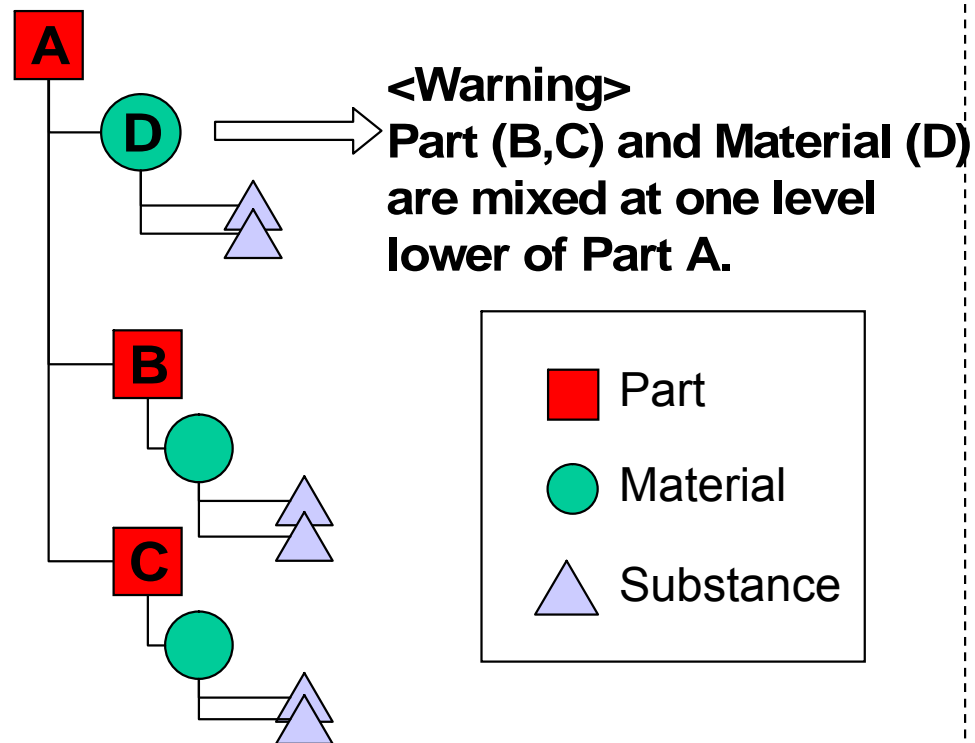 A
D
<Warning>
Part (B,C) and Material (D)
are mixed at one level
lower of Part A.
B
C
Part
Material
Substance